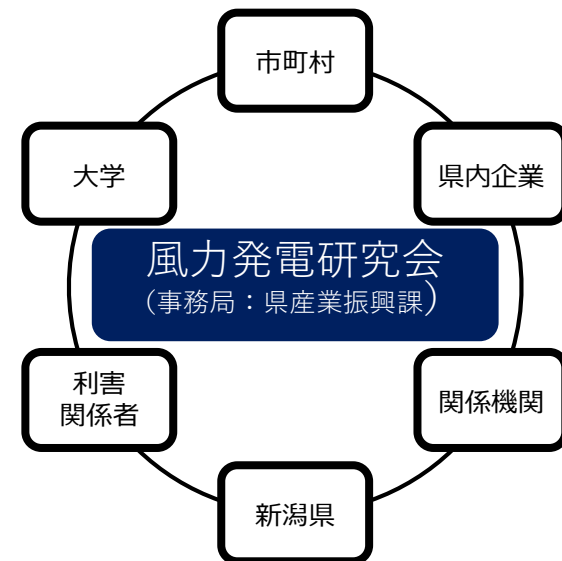 市町村
大学
県内企業
風力発電研究会
(事務局：県産業振興課)
利害
関係者
関係機関
新潟県